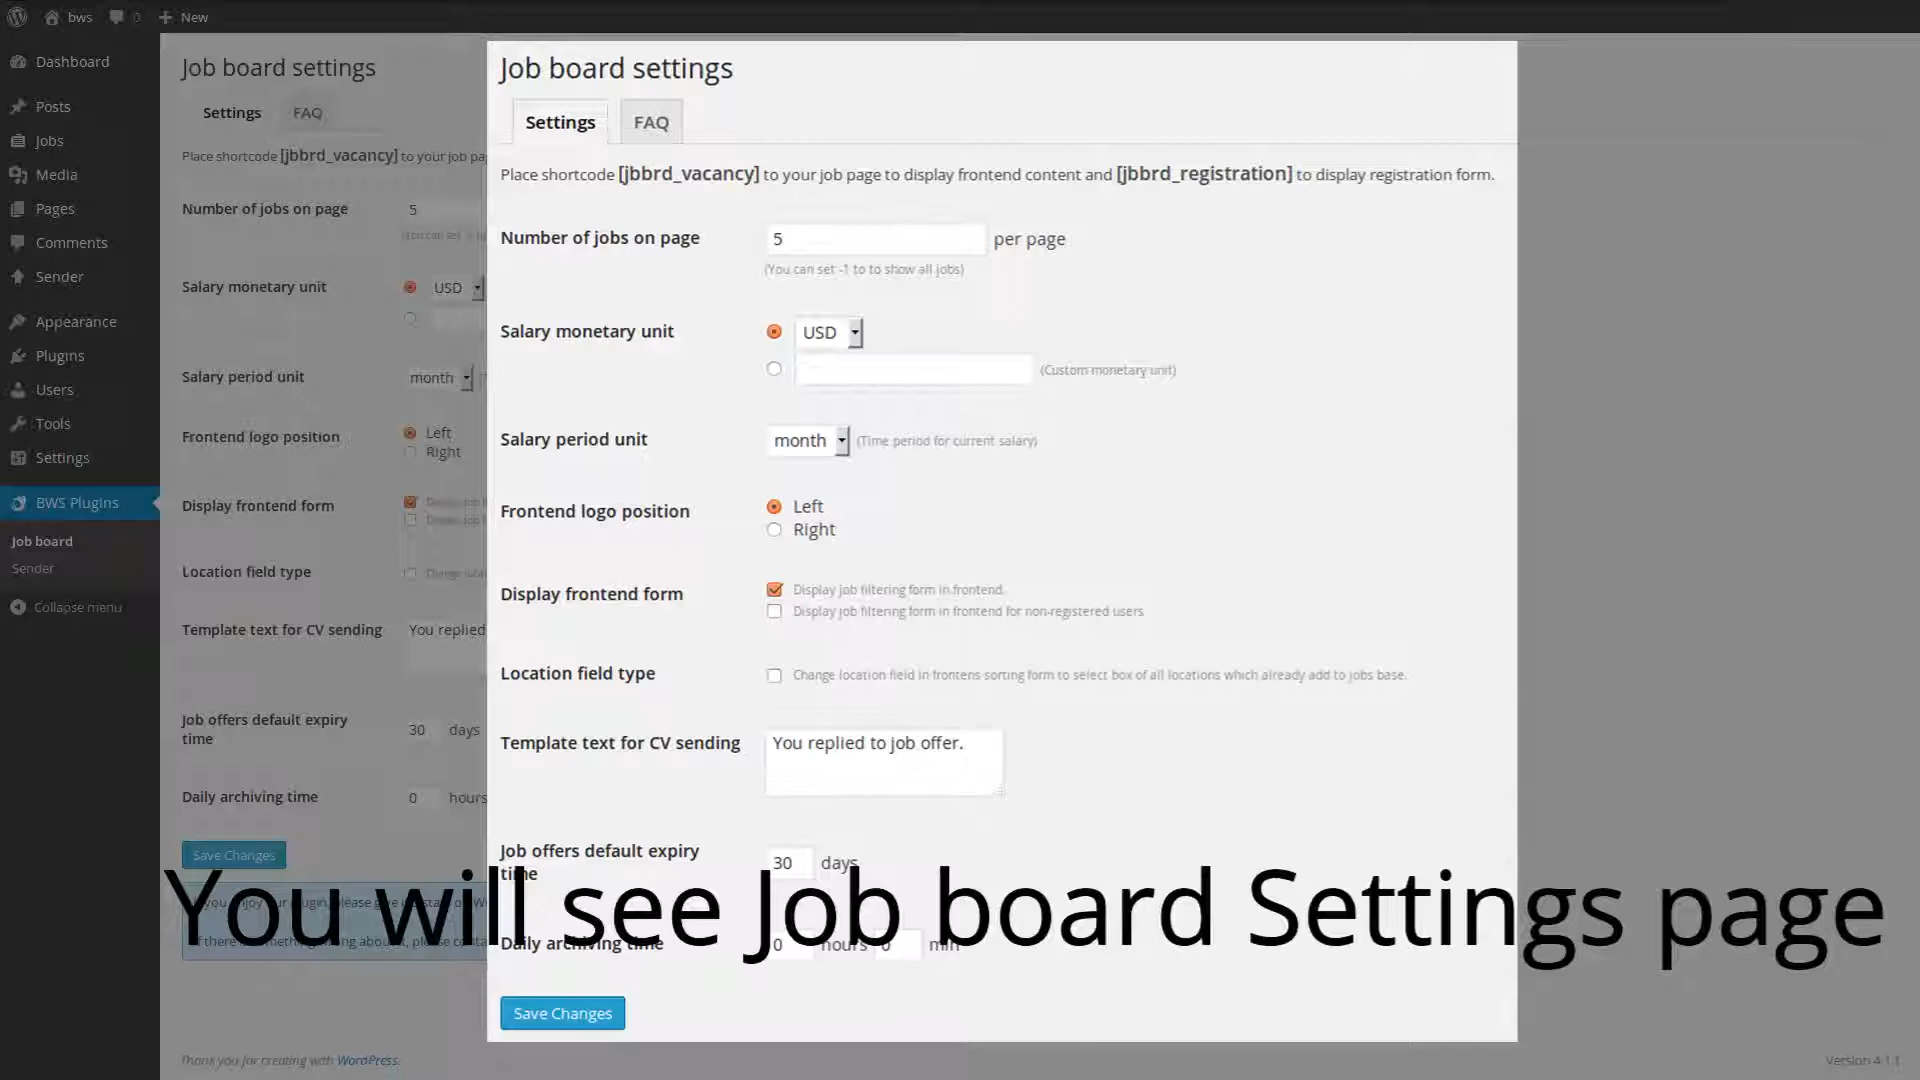 bws 0 New
Dashboard
Posts
Jobs
Media
Pages
Comments
Sender
Appearance
Plugins
Users
Tools
Settings
BWS Plugins
Job board
Sender
Collapse menu
Job board settings
Settings FAQ
Place shortcode [jbbrd_vacancy] to your job pa
Number of jobs on page 5
Salary monetary unit USD
Salary period unit month
Frontend logo position Left
Right
Display frontend form
Location field type
Template text for CV sending You replied
Job offers default expiry
time
30 days
Daily archiving time 0 hours
Save Changes
Thank you for creating with WordPress.
Version 4.1.1
Job board settings
Settings FAQ
Place shortcode [jbbrd_vacancy] to your job page to display frontend content and [jbbrd_registration] to display registration form.
Number of jobs on page 5 per page
(You can set -1 to to show all jobs)
Salary monetary unit USD
(Custom monetary unit)
Salary period unit month (Time period for current salary)
Frontend logo position Left
Right
Display frontend form Display job filtering form in frontend.
Display job filtering form in frontend for non-registered users
Location field type Change location field in frontens sorting form to select box of all locations which already add to jobs base.
Template text for CV sending You replied to job offer.
Job offers default expiry
time
30 days
Daily archiving time 0 hours 0 min
Save Changes
You will see Job board Settings page